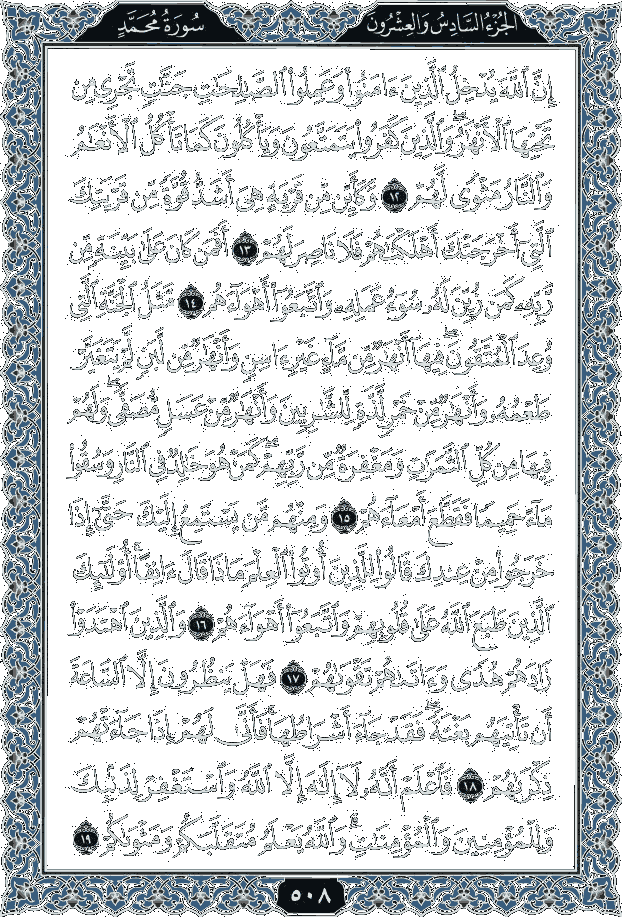 الجُزْءُ السَّادِسُ وَالعِشْرُونَ
سُورَةُ مُحَمَّدٍ
إِنَّ ٱللَّهَ يُدْخِلُ ٱلَّذِينَ ءَامَنُوا۟ وَعَمِلُوا۟ ٱلصَّٰلِحَٰتِ جَنَّٰتٍ تَجْرِى مِن
تَحْتِهَا ٱلْأَنْهَٰرُ ۖ وَٱلَّذِينَ كَفَرُوا۟ يَتَمَتَّعُونَ وَيَأْكُلُونَ كَمَا تَأْكُلُ ٱلْأَنْعَٰمُ
وَٱلنَّارُ مَثْوًى لَّهُمْ ١٢ وَكَأَيِّن مِّن قَرْيَةٍ هِىَ أَشَدُّ قُوَّةً مِّن قَرْيَتِكَ
ٱلَّتِىٓ أَخْرَجَتْكَ أَهْلَكْنَٰهُمْ فَلَا نَاصِرَ لَهُمْ ١٣ أَفَمَن كَانَ عَلَىٰ بَيِّنَةٍ مِّن
رَّبِّهِۦ كَمَن زُيِّنَ لَهُۥ سُوٓءُ عَمَلِهِۦ وَٱتَّبَعُوٓا۟ أَهْوَآءَهُم ١٤ مَّثَلُ ٱلْجَنَّةِ ٱلَّتِى
وُعِدَ ٱلْمُتَّقُونَ ۖ فِيهَآ أَنْهَٰرٌ مِّن مَّآءٍ غَيْرِ ءَاسِنٍ وَأَنْهَٰرٌ مِّن لَّبَنٍ لَّمْ يَتَغَيَّرْ
طَعْمُهُۥ وَأَنْهَٰرٌ مِّنْ خَمْرٍ لَّذَّةٍ لِّلشَّٰرِبِينَ وَأَنْهَٰرٌ مِّنْ عَسَلٍ مُّصَفًّى ۖ وَلَهُمْ
فِيهَا مِن كُلِّ ٱلثَّمَرَٰتِ وَمَغْفِرَةٌ مِّن رَّبِّهِمْ ۖ كَمَنْ هُوَ خَٰلِدٌ فِى ٱلنَّارِ وَسُقُوا۟
مَآءً حَمِيمًا فَقَطَّعَ أَمْعَآءَهُمْ ١٥ وَمِنْهُم مَّن يَسْتَمِعُ إِلَيْكَ حَتَّىٰٓ إِذَا
خَرَجُوا۟ مِنْ عِندِكَ قَالُوا۟ لِلَّذِينَ أُوتُوا۟ ٱلْعِلْمَ مَاذَا قَالَ ءَانِفًا ۚ أُو۟لَٰٓئِكَ
ٱلَّذِينَ طَبَعَ ٱللَّهُ عَلَىٰ قُلُوبِهِمْ وَٱتَّبَعُوٓا۟ أَهْوَآءَهُمْ ١٦ وَٱلَّذِينَ ٱهْتَدَوْا۟
زَادَهُمْ هُدًى وَءَاتَىٰهُمْ تَقْوَىٰهُمْ ١٧ فَهَلْ يَنظُرُونَ إِلَّا ٱلسَّاعَةَ
أَن تَأْتِيَهُم بَغْتَةً ۖ فَقَدْ جَآءَ أَشْرَاطُهَا ۚ فَأَنَّىٰ لَهُمْ إِذَا جَآءَتْهُمْ
ذِكْرَىٰهُمْ ١٨ فَٱعْلَمْ أَنَّهُۥ لَآ إِلَٰهَ إِلَّا ٱللَّهُ وَٱسْتَغْفِرْ لِذَنۢبِكَ
وَلِلْمُؤْمِنِينَ وَٱلْمُؤْمِنَٰتِ ۗ وَٱللَّهُ يَعْلَمُ مُتَقَلَّبَكُمْ وَمَثْوَىٰكُمْ ١٩
٥٠٨